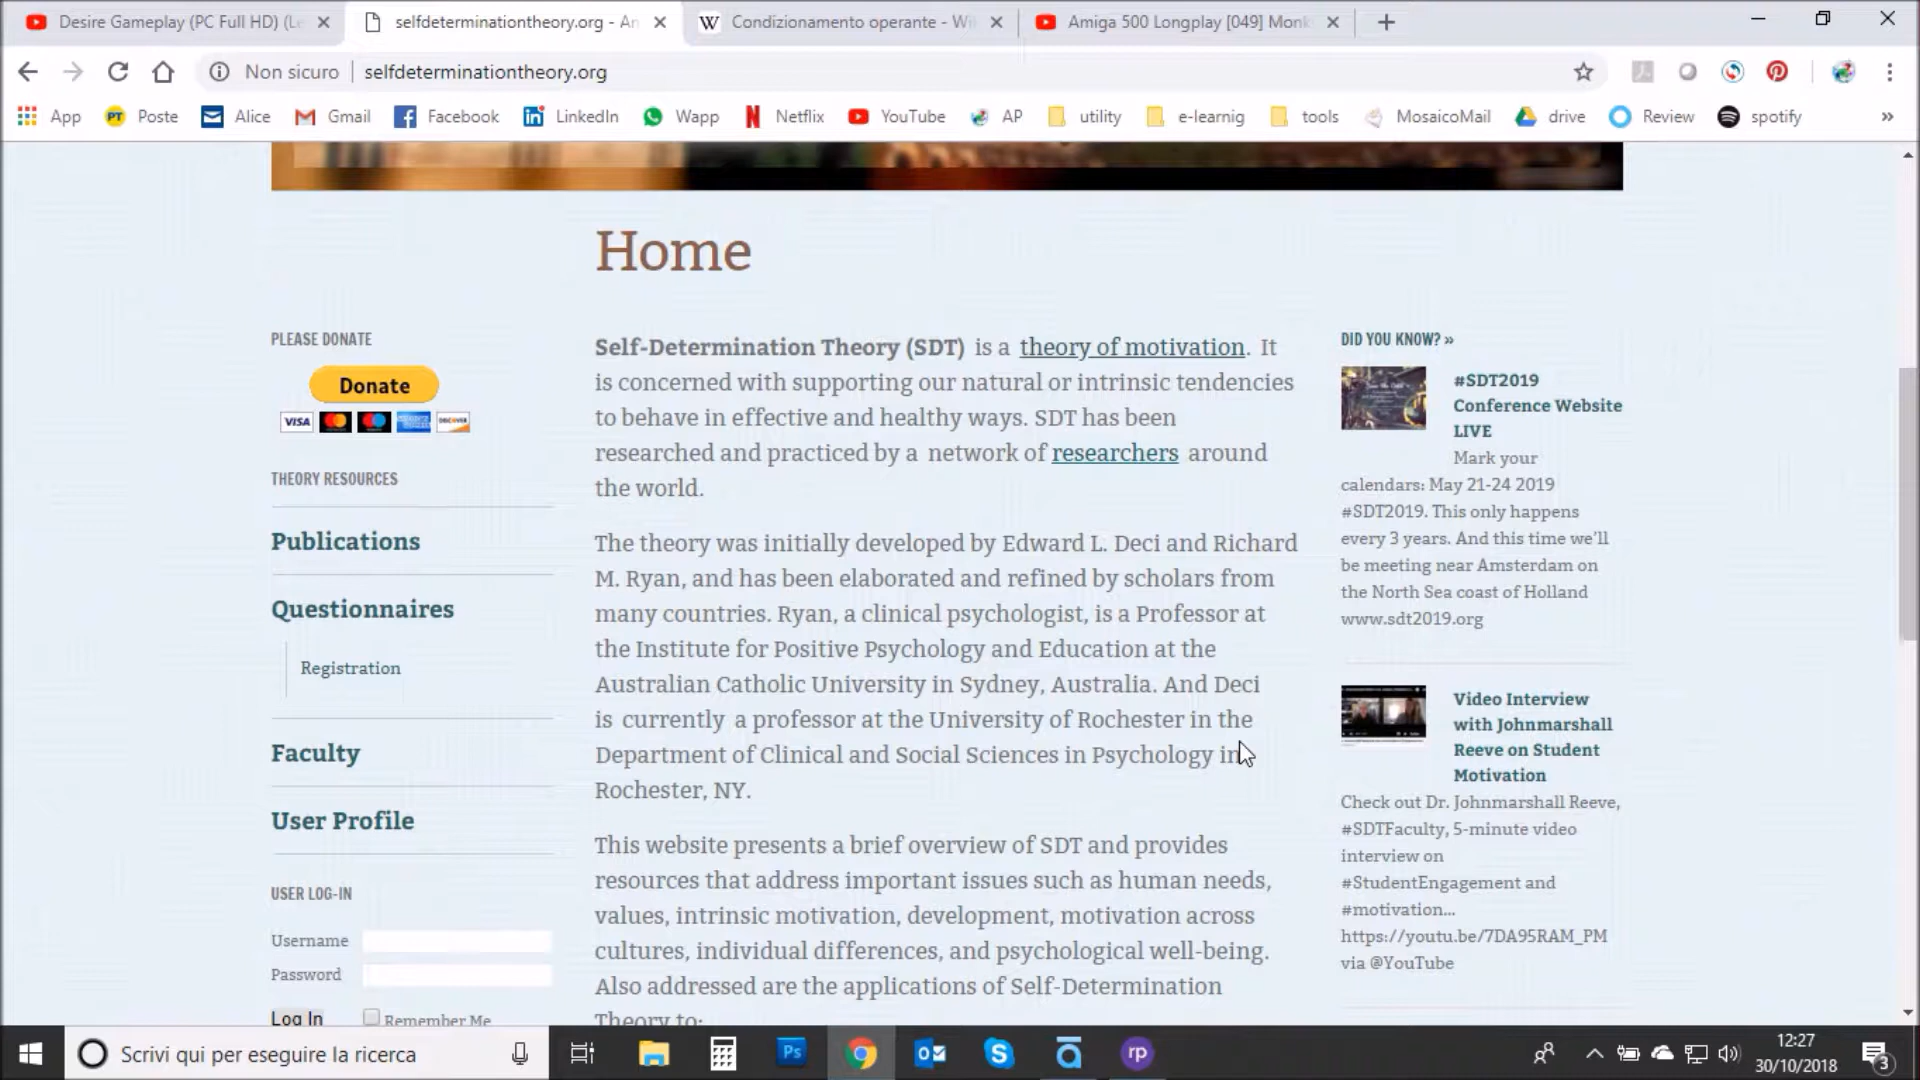 Desire Gameplay (PC Full HD) (Le
selfdeterminationtheory.org - An
Condizionamento operante - Wi
Amiga 500 Longplay [049] Monk
Non sicuro
selfdeterminationtheory.org
App
Poste
Alice
Gmail
Facebook
LinkedIn
Wapp
Netflix
YouTube
AP
utility
e-learnig
tools
MosaicoMail
drive
Review
spotify
»
Home
PLEASE DONATE
Donate
VISA
DISCOVER
THEORY RESOURCES
Publications
Questionnaires
Registration
Faculty
User Profile
USER LOG-IN
Username
Password
Log In
Remember Me
Self-Determination Theory (SDT) is a theory of motivation. It
is concerned with supporting our natural or intrinsic tendencies
to behave in effective and healthy ways. SDT has been
researched and practiced by a network of researchers around
the world.
The theory was initially developed by Edward L. Deci and Richard
M. Ryan, and has been elaborated and refined by scholars from
many countries. Ryan, a clinical psychologist, is a Professor at
the Institute for Positive Psychology and Education at the
Australian Catholic University in Sydney, Australia. And Deci
is currently a professor at the University of Rochester in the
Department of Clinical and Social Sciences in Psychology in
Rochester, NY.
This website presents a brief overview of SDT and provides
resources that address important issues such as human needs,
values, intrinsic motivation, development, motivation across
cultures, individual differences, and psychological well-being.
Also addressed are the applications of Self-Determination
Theory to:
DID YOU KNOW? »
#SDT2019
Conference Website
LIVE
Mark your
calendars: May 21-24 2019
#SDT2019. This only happens
every 3 years. And this time we'll
be meeting near Amsterdam on
the North Sea coast of Holland
www.sdt2019.org
Video Interview
with Johnmarshall
Reeve on Student
Motivation
Check out Dr. Johnmarshall Reeve,
#SDTFaculty, 5-minute video
interview on
#StudentEngagement and
#motivation...
https://youtu.be/7DA95RAM_PM
via @YouTube
Scrivi qui per eseguire la ricerca
Ps
rp
12:27
30/10/2018
3